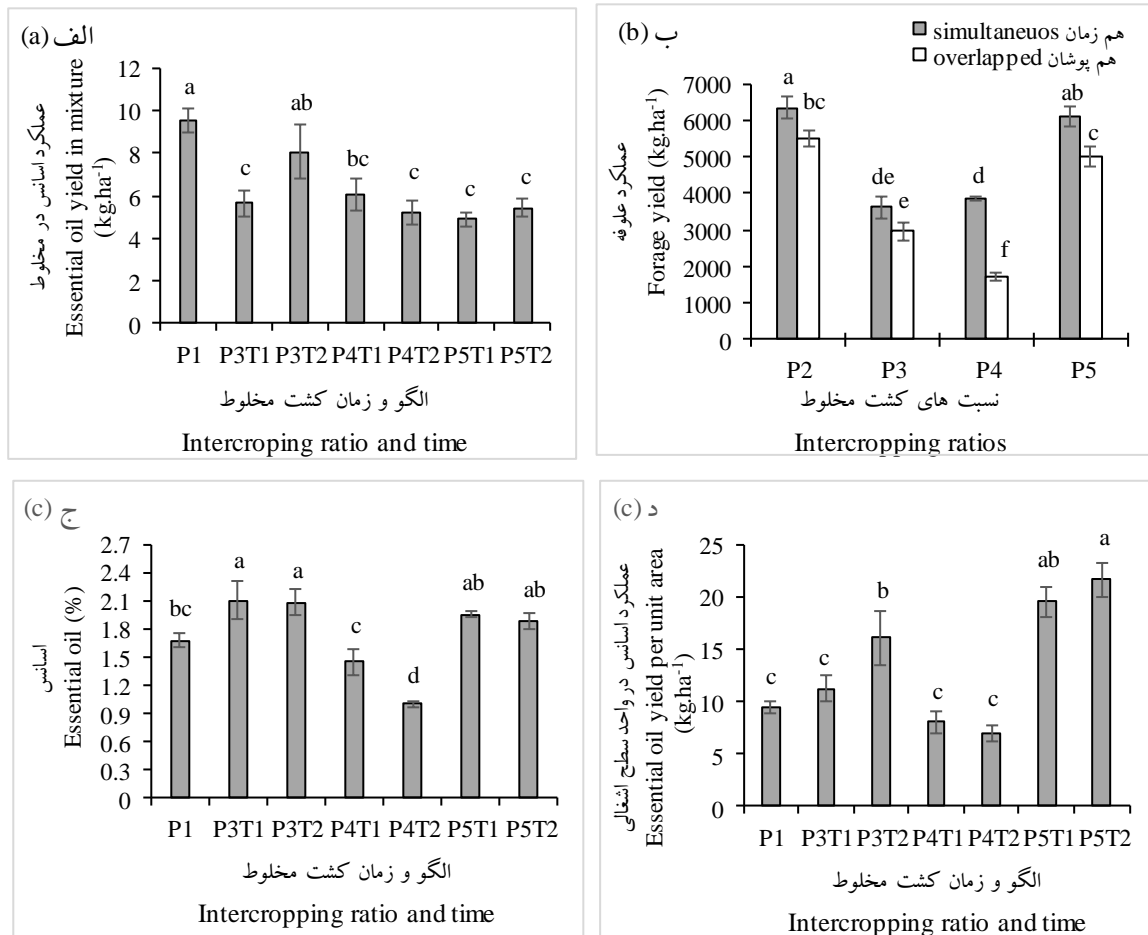 (a) الف
عملکرد اسانس در مخلوط
Essential oil yield in mixture
(kg.ha⁻¹)
12
10
8
6
4
2
0
a
c
ab
bc
c
c
c
P1 P3T1 P3T2 P4T1 P4T2 P5T1 P5T2
الگو و زمان کشت مخلوط
Intercroping ratio and time
(b) ب
simultaneuos هم زمان
overlapped هم پوشان
عملکرد علوفه
Forage yield (kg.ha⁻¹)
7000
6000
5000
4000
3000
2000
1000
0
a
bc
de
e
d
f
ab
c
P2 P3 P4 P5
نسبت های کشت مخلوط
Intercropping ratios
(c) ج
اسانس
Essential oil (%)
2.7
2.4
2.1
1.8
1.5
1.2
0.9
0.6
0.3
0
bc
a
a
c
d
ab
ab
P1 P3T1 P3T2 P4T1 P4T2 P5T1 P5T2
الگو و زمان کشت مخلوط
Intercropping ratio and time
(c) د
عملکرد اسانس در واحد سطح اشغالی
Essential oil yield per unit area
(kg.ha⁻¹)
25
20
15
10
5
0
c
c
b
c
c
ab
a
P1 P3T1 P3T2 P4T1 P4T2 P5T1 P5T2
الگو و زمان کشت مخلوط
Intercropping ratio and time